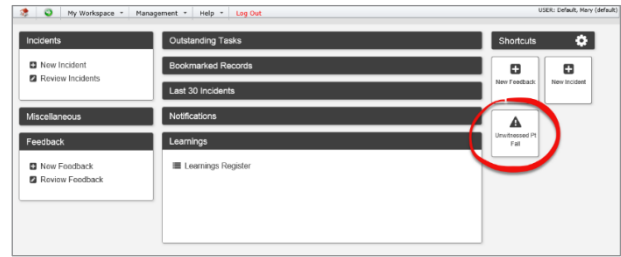 My Workspace Management Help Log Out USER: Default, Mary (default)
Incidents
New Incident
Review Incidents
Miscellaneous
Feedback
New Feedback
Review Feedback
Outstanding Tasks
Bookmarked Records
Last 30 Incidents
Notifications
Learnings
Learnings Register
Shortcuts
New Feedback
New Incident
Unwitnessed Pt
Fall